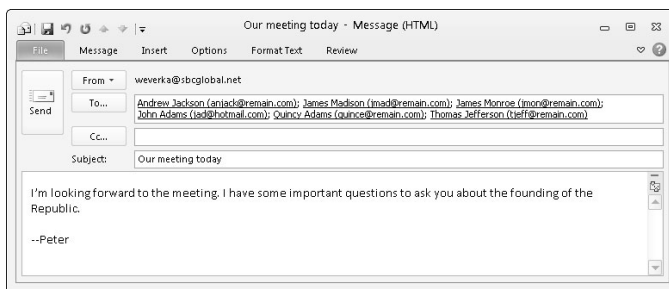 Our meeting today - Message (HTML)
File Message Insert Options Format Text Review
From weverka@sbcglobal.net
Send
To... Andrew Jackson (anjack@remain.com); James Madison (jmad@remain.com); James Monroe (jmon@remain.com);
John Adams (jad@hotmail.com); Quincy Adams (quince@remain.com); Thomas Jefferson (tjeff@remain.com)
Cc...
Subject: Our meeting today
I'm looking forward to the meeting. I have some important questions to ask you about the founding of the
Republic.
--Peter